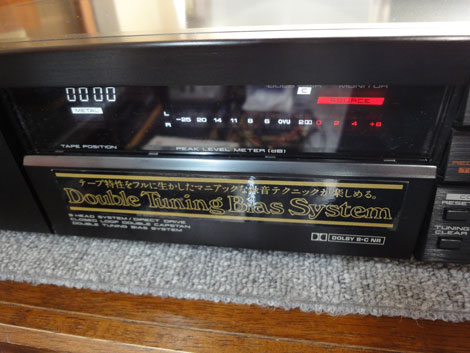 0000
METAL
MONITOR
SOURCE
L
R
-25 20 14 11 8 6
0 2 4 +8
TAPE POSITION
PEAK LEVEL METER (dB)
テープ特性をフルに生かしたマニアックな録音テクニックが楽しめる。
Double Tuning Bias System
3 HEAD SYSTEM/DIRECT DRIVE
CLOSED LOOP DOUBLE CAPSTAN
DOUBLE TUNING BIAS SYSTEM
DOLBY B-C NR
RESET
TUNING
CLEAR